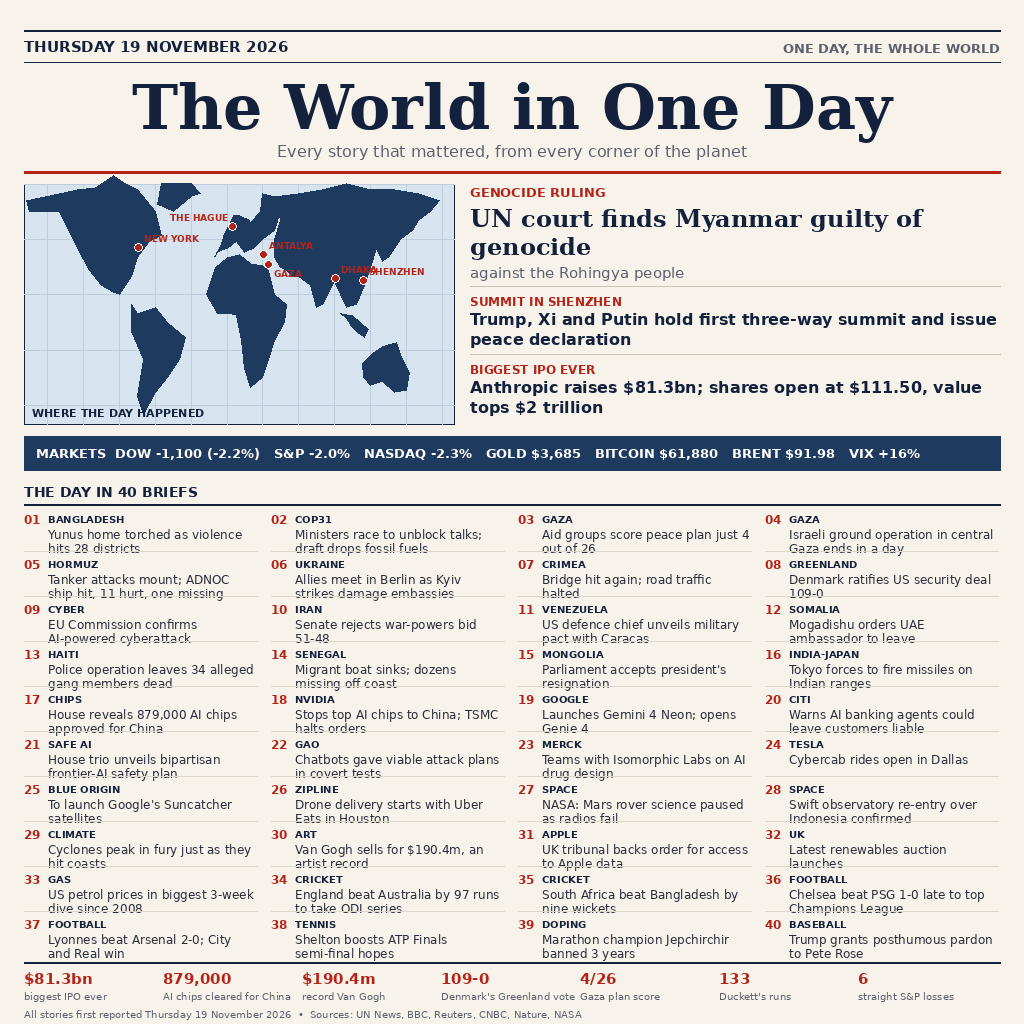 THURSDAY 19 NOVEMBER 2026
ONE DAY, THE WHOLE WORLD
The World in One Day
Every story that mattered, from every corner of the planet
THE HAGUE
NEW YORK
ANTALYA
GAZA
DHAKA
SHENZHEN
WHERE THE DAY HAPPENED
GENOCIDE RULING
UN court finds Myanmar guilty of
genocide
against the Rohingya people
SUMMIT IN SHENZHEN
Trump, Xi and Putin hold first three-way summit and issue
peace declaration
BIGGEST IPO EVER
Anthropic raises $81.3bn; shares open at $111.50, value
tops $2 trillion
MARKETS DOW -1,100 (-2.2%) S&P -2.0% NASDAQ -2.3% GOLD $3,685 BITCOIN $61,880 BRENT $91.98 VIX +16%
THE DAY IN 40 BRIEFS
01 BANGLADESH
Yunus home torched as violence
hits 28 districts
02 COP31
Ministers race to unblock talks;
draft drops fossil fuels
03 GAZA
Aid groups score peace plan just 4
out of 26
04 GAZA
Israeli ground operation in central
Gaza ends in a day
05 HORMUZ
Tanker attacks mount; ADNOC
ship hit, 11 hurt, one missing
06 UKRAINE
Allies meet in Berlin as Kyiv
strikes damage embassies
07 CRIMEA
Bridge hit again; road traffic
halted
08 GREENLAND
Denmark ratifies US security deal
109-0
09 CYBER
EU Commission confirms
AI-powered cyberattack
10 IRAN
Senate rejects war-powers bid
51-48
11 VENEZUELA
US defence chief unveils military
pact with Caracas
12 SOMALIA
Mogadishu orders UAE
ambassador to leave
13 HAITI
Police operation leaves 34 alleged
gang members dead
14 SENEGAL
Migrant boat sinks; dozens
missing off coast
15 MONGOLIA
Parliament accepts president's
resignation
16 INDIA-JAPAN
Tokyo forces to fire missiles on
Indian ranges
17 CHIPS
House reveals 879,000 AI chips
approved for China
18 NVIDIA
Stops top AI chips to China; TSMC
halts orders
19 GOOGLE
Launches Gemini 4 Neon; opens
Genie 4
20 CITI
Warns AI banking agents could
leave customers liable
21 SAFE AI
House trio unveils bipartisan
frontier-AI safety plan
22 GAO
Chatbots gave viable attack plans
in covert tests
23 MERCK
Teams with Isomorphic Labs on AI
drug design
24 TESLA
Cybercab rides open in Dallas
25 BLUE ORIGIN
To launch Google's Suncatcher
satellites
26 ZIPLINE
Drone delivery starts with Uber
Eats in Houston
27 SPACE
NASA: Mars rover science paused
as radios fail
28 SPACE
Swift observatory re-entry over
Indonesia confirmed
29 CLIMATE
Cyclones peak in fury just as they
hit coasts
30 ART
Van Gogh sells for $190.4m, an
artist record
31 APPLE
UK tribunal backs order for access
to Apple data
32 UK
Latest renewables auction
launches
33 GAS
US petrol prices in biggest 3-week
dive since 2008
34 CRICKET
England beat Australia by 97 runs
to take ODI series
35 CRICKET
South Africa beat Bangladesh by
nine wickets
36 FOOTBALL
Chelsea beat PSG 1-0 late to top
Champions League
37 FOOTBALL
Lyonnes beat Arsenal 2-0; City
and Real win
38 TENNIS
Shelton boosts ATP Finals
semi-final hopes
39 DOPING
Marathon champion Jepchirchir
banned 3 years
40 BASEBALL
Trump grants posthumous pardon
to Pete Rose
$81.3bn
biggest IPO ever
879,000
AI chips cleared for China
$190.4m
record Van Gogh
109-0
Denmark's Greenland vote
4/26
Gaza plan score
133
Duckett's runs
6
straight S&P losses
All stories first reported Thursday 19 November 2026 • Sources: UN News, BBC, Reuters, CNBC, Nature, NASA